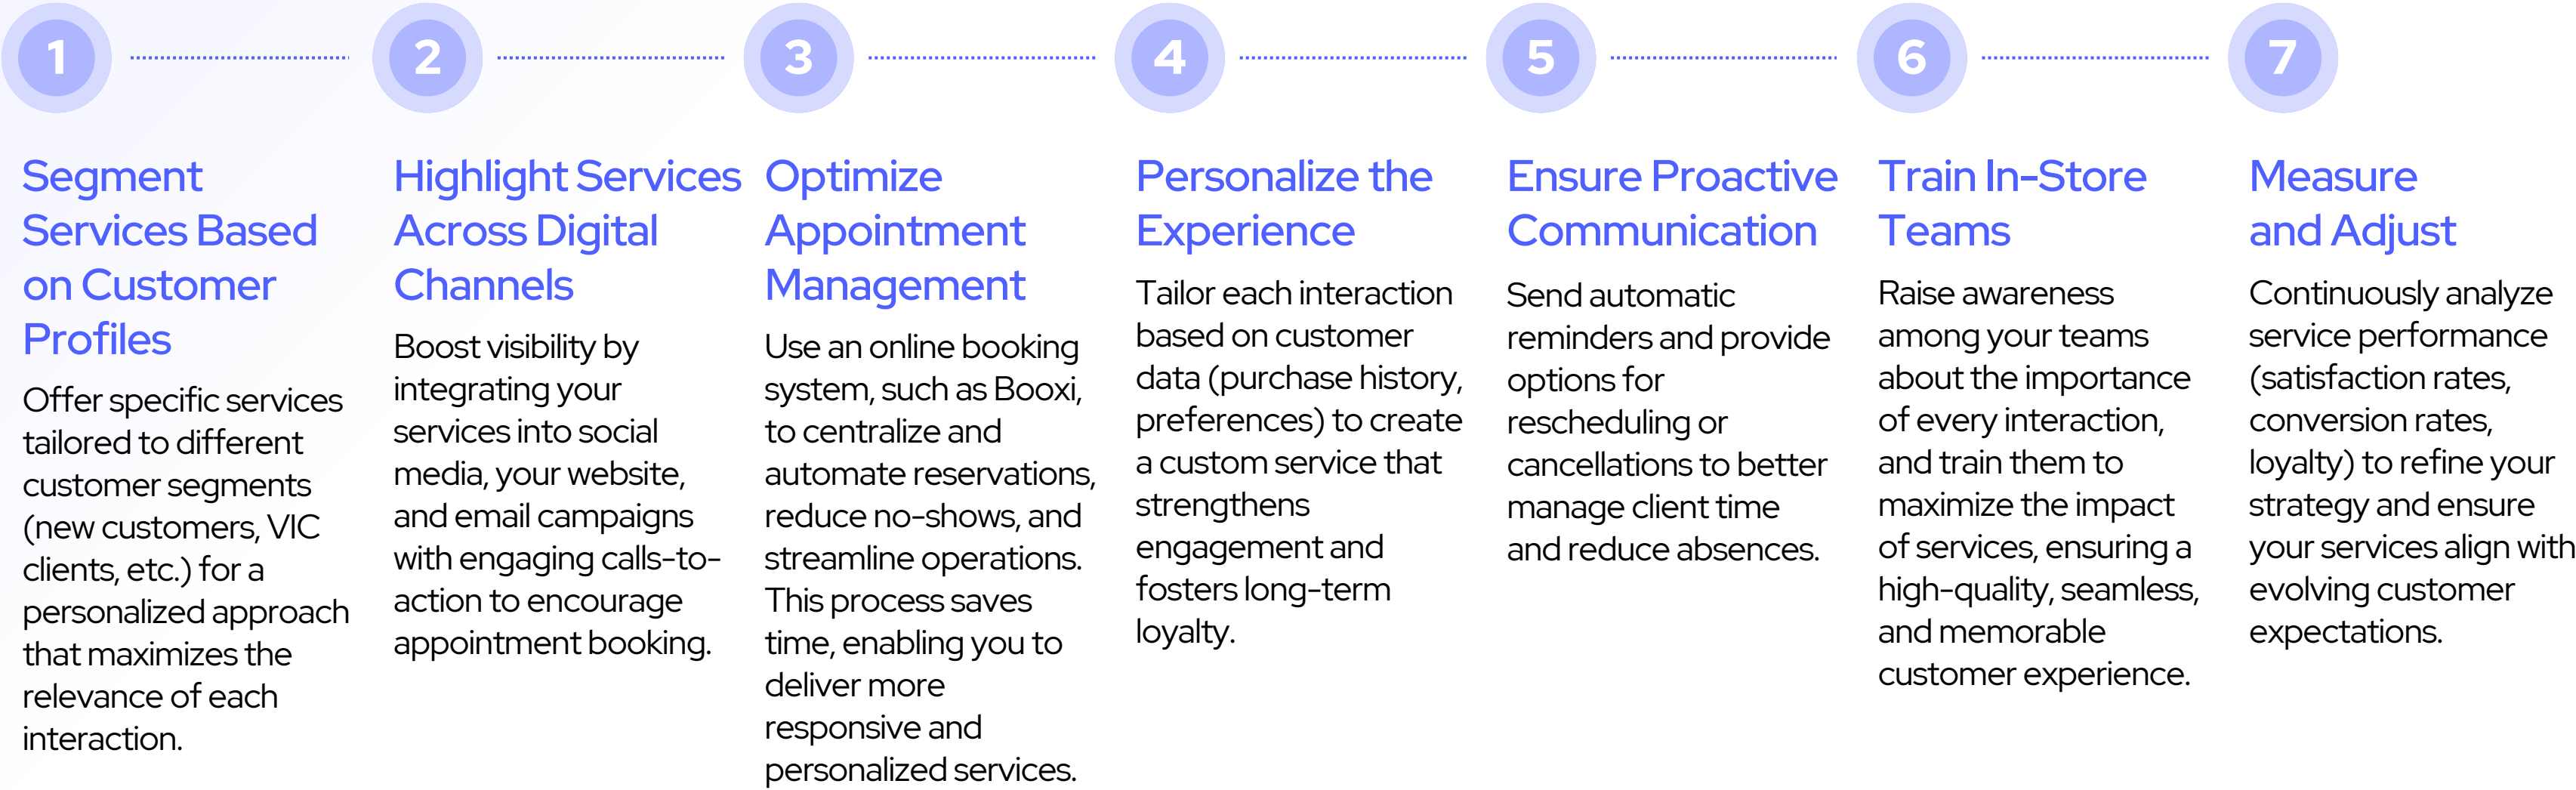 1
Segment
Services Based
on Customer
Profiles
Offer specific services
tailored to different
customer segments
(new customers, VIC
clients, etc.) for a
personalized approach
that maximizes the
relevance of each
interaction.
2
Highlight Services
Across Digital
Channels
Boost visibility by
integrating your
services into social
media, your website,
and email campaigns
with engaging calls-to-
action to encourage
appointment booking.
3
Optimize
Appointment
Management
Use an online booking
system, such as Booxi,
to centralize and
automate reservations,
reduce no-shows, and
streamline operations.
This process saves
time, enabling you to
deliver more
responsive and
personalized services.
4
Personalize the
Experience
Tailor each interaction
based on customer
data (purchase history,
preferences) to create
a custom service that
strengthens
engagement and
fosters long-term
loyalty.
5
Ensure Proactive
Communication
Send automatic
reminders and provide
options for
rescheduling or
cancellations to better
manage client time
and reduce absences.
6
Train In-Store
Teams
Raise awareness
among your teams
about the importance
of every interaction,
and train them to
maximize the impact
of services, ensuring a
high-quality, seamless,
and memorable
customer experience.
7
Measure
and Adjust
Continuously analyze
service performance
(satisfaction rates,
conversion rates,
loyalty) to refine your
strategy and ensure
your services align with
evolving customer
expectations.